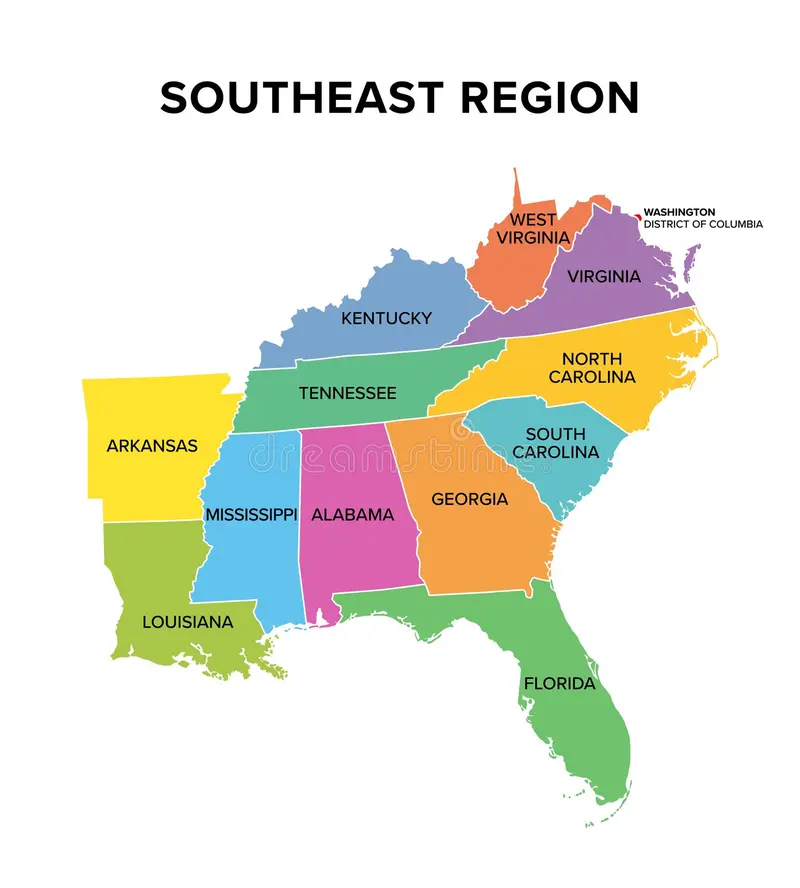 SOUTHEAST REGION
WASHINGTON
DISTRICT OF COLUMBIA
WEST
VIRGINIA
VIRGINIA
KENTUCKY
NORTH
CAROLINA
TENNESSEE
ARKANSAS
SOUTH
CAROLINA
dreamstime
GEORGIA
MISSISSIPPI
ALABAMA
LOUISIANA
FLORIDA